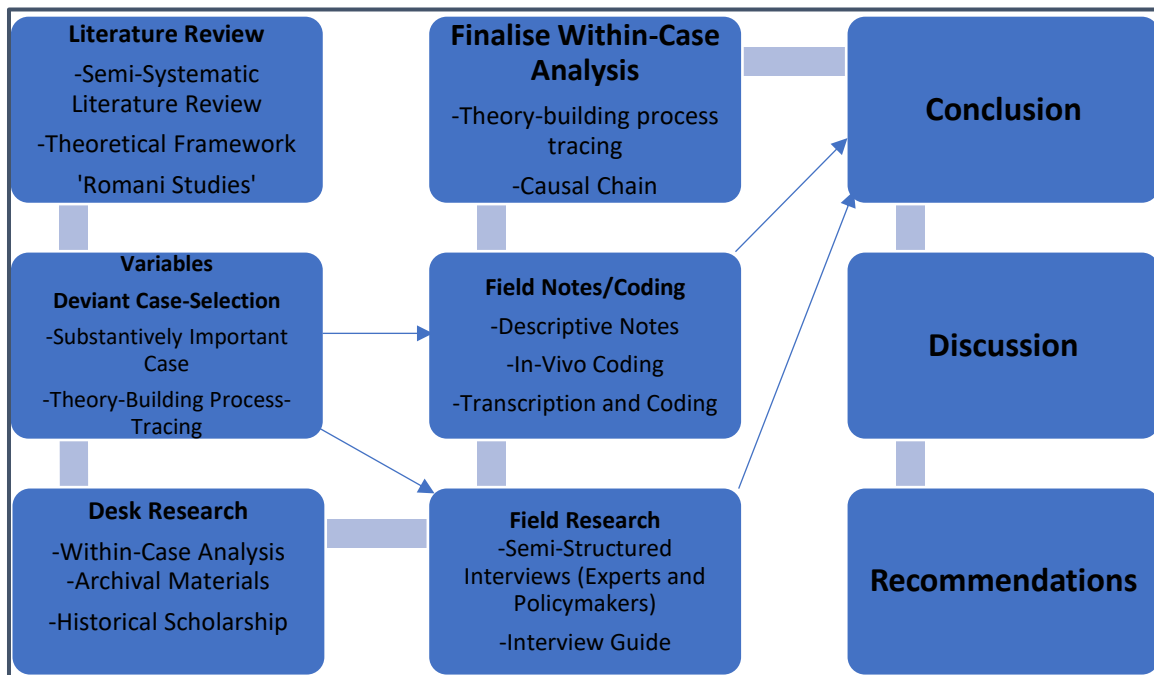 Literature Review
-Semi-Systematic
Literature Review
-Theoretical Framework
'Romani Studies'
Variables
Deviant Case-Selection
-Substantively Important
Case
-Theory-Building Process-
Tracing
Desk Research
-Within-Case Analysis
-Archival Materials
-Historical Scholarship
Field Research
-Semi-Structured
Interviews (Experts and
Policymakers)
-Interview Guide
Field Notes/Coding
-Descriptive Notes
-In-Vivo Coding
-Transcription and Coding
Finalise Within-Case
Analysis
-Theory-building process
tracing
-Causal Chain
Conclusion
Discussion
Recommendations